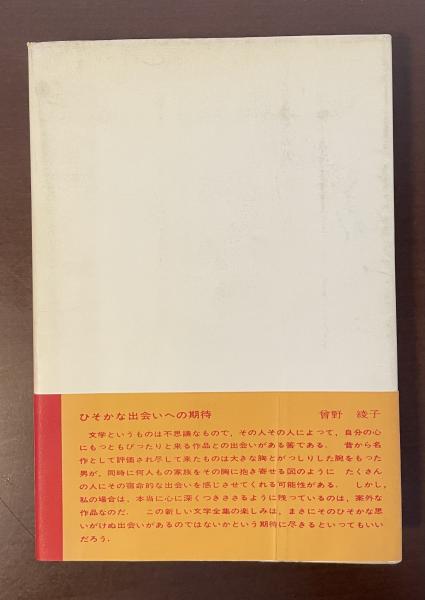 ひそかな出会いへの期待　曾野　綾子
文学というものは不思議なもので、その人その人によつて、自分の心
にもつともぴつたりと来る作品との出会いがある筈である．　昔から名
作として評価され尽して来たものは大きな胸とがつしりした腕をもつた
男が、同時に何人もの家族をその胸に抱き寄せる図のように　たくさん
の人にその宿命的な出会いを感じさせてくれる可能性がある．　しかし，
私の場合は、本当に心に深くつきささるように残つているのは、案外な
作品なのだ．　この新しい文学全集の楽しみは、まさにそのひそかな思
いがけぬ出会いがあるのではないかという期待に尽きるといつてもいい
だろう．